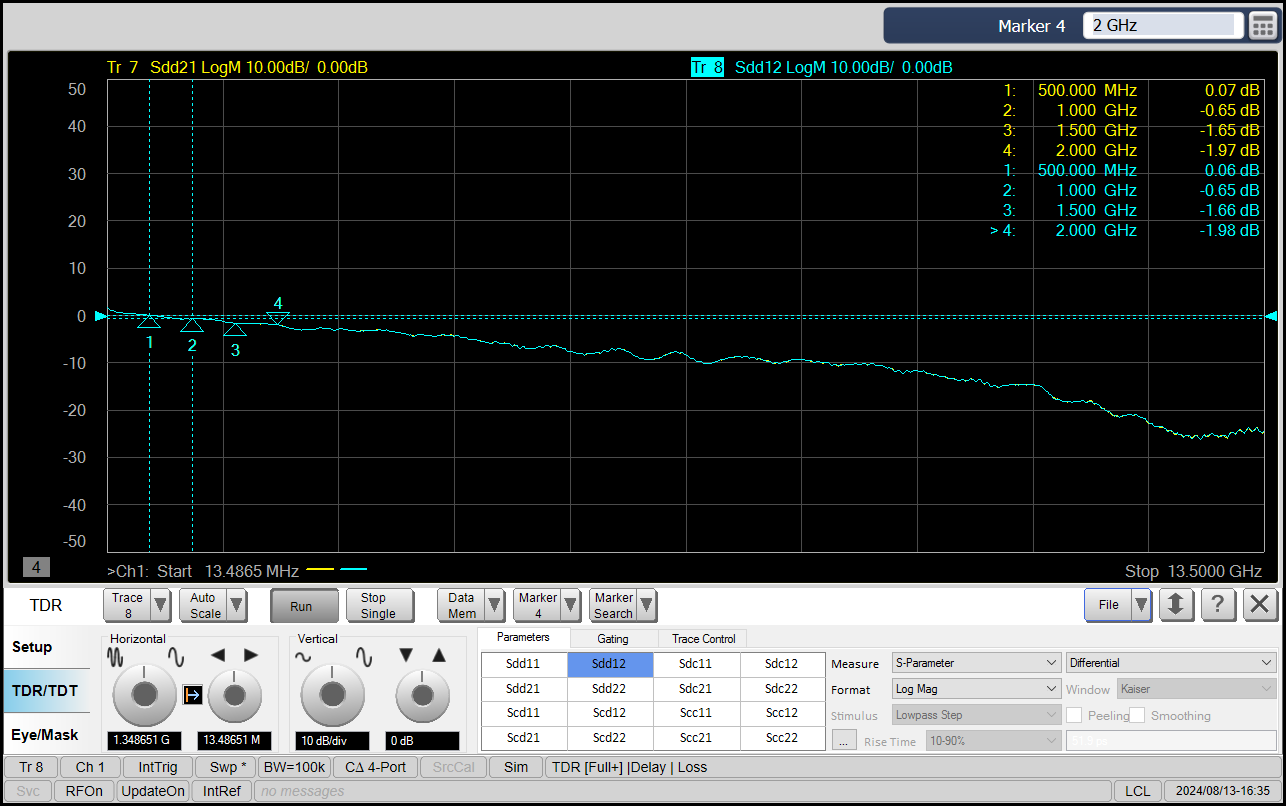 Marker 4 2 GHz
Tr 7 Sdd21 LogM 10.00dB/ 0.00dB
Tr 8 Sdd12 LogM 10.00dB/ 0.00dB
50
40
30
20
10
0
-10
-20
-30
-40
-50
1: 500.000 MHz 0.07 dB
2: 1.000 GHz -0.65 dB
3: 1.500 GHz -1.65 dB
4: 2.000 GHz -1.97 dB
1: 500.000 MHz 0.06 dB
2: 1.000 GHz -0.65 dB
3: 1.500 GHz -1.66 dB
> 4: 2.000 GHz -1.98 dB
4
1
2
3
4
>Ch1: Start 13.4865 MHz
Stop 13.5000 GHz
TDR
Trace 8
Auto Scale
Run
Stop Single
Data Mem
Marker 4
Marker Search
File
?
Setup
TDR/TDT
Eye/Mask
Horizontal
1.348651 G
13.48651 M
Vertical
10 dB/div
0 dB
Parameters Gating Trace Control
Sdd11 Sdd12 Sdc11 Sdc12
Sdd21 Sdd22 Sdc21 Sdc22
Scd11 Scd12 Scc11 Scc12
Scd21 Scd22 Scc21 Scc22
Measure S-Parameter Differential
Format Log Mag Window Kaiser
Stimulus Lowpass Step Peeling Smoothing
... Rise Time 10-90%
Tr 8 Ch 1 IntTrig Swp * BW=100k CΔ 4-Port SrcCal Sim TDR [Full+] |Delay | Loss
Svc RFOn UpdateOn IntRef no messages LCL 2024/08/13-16:35